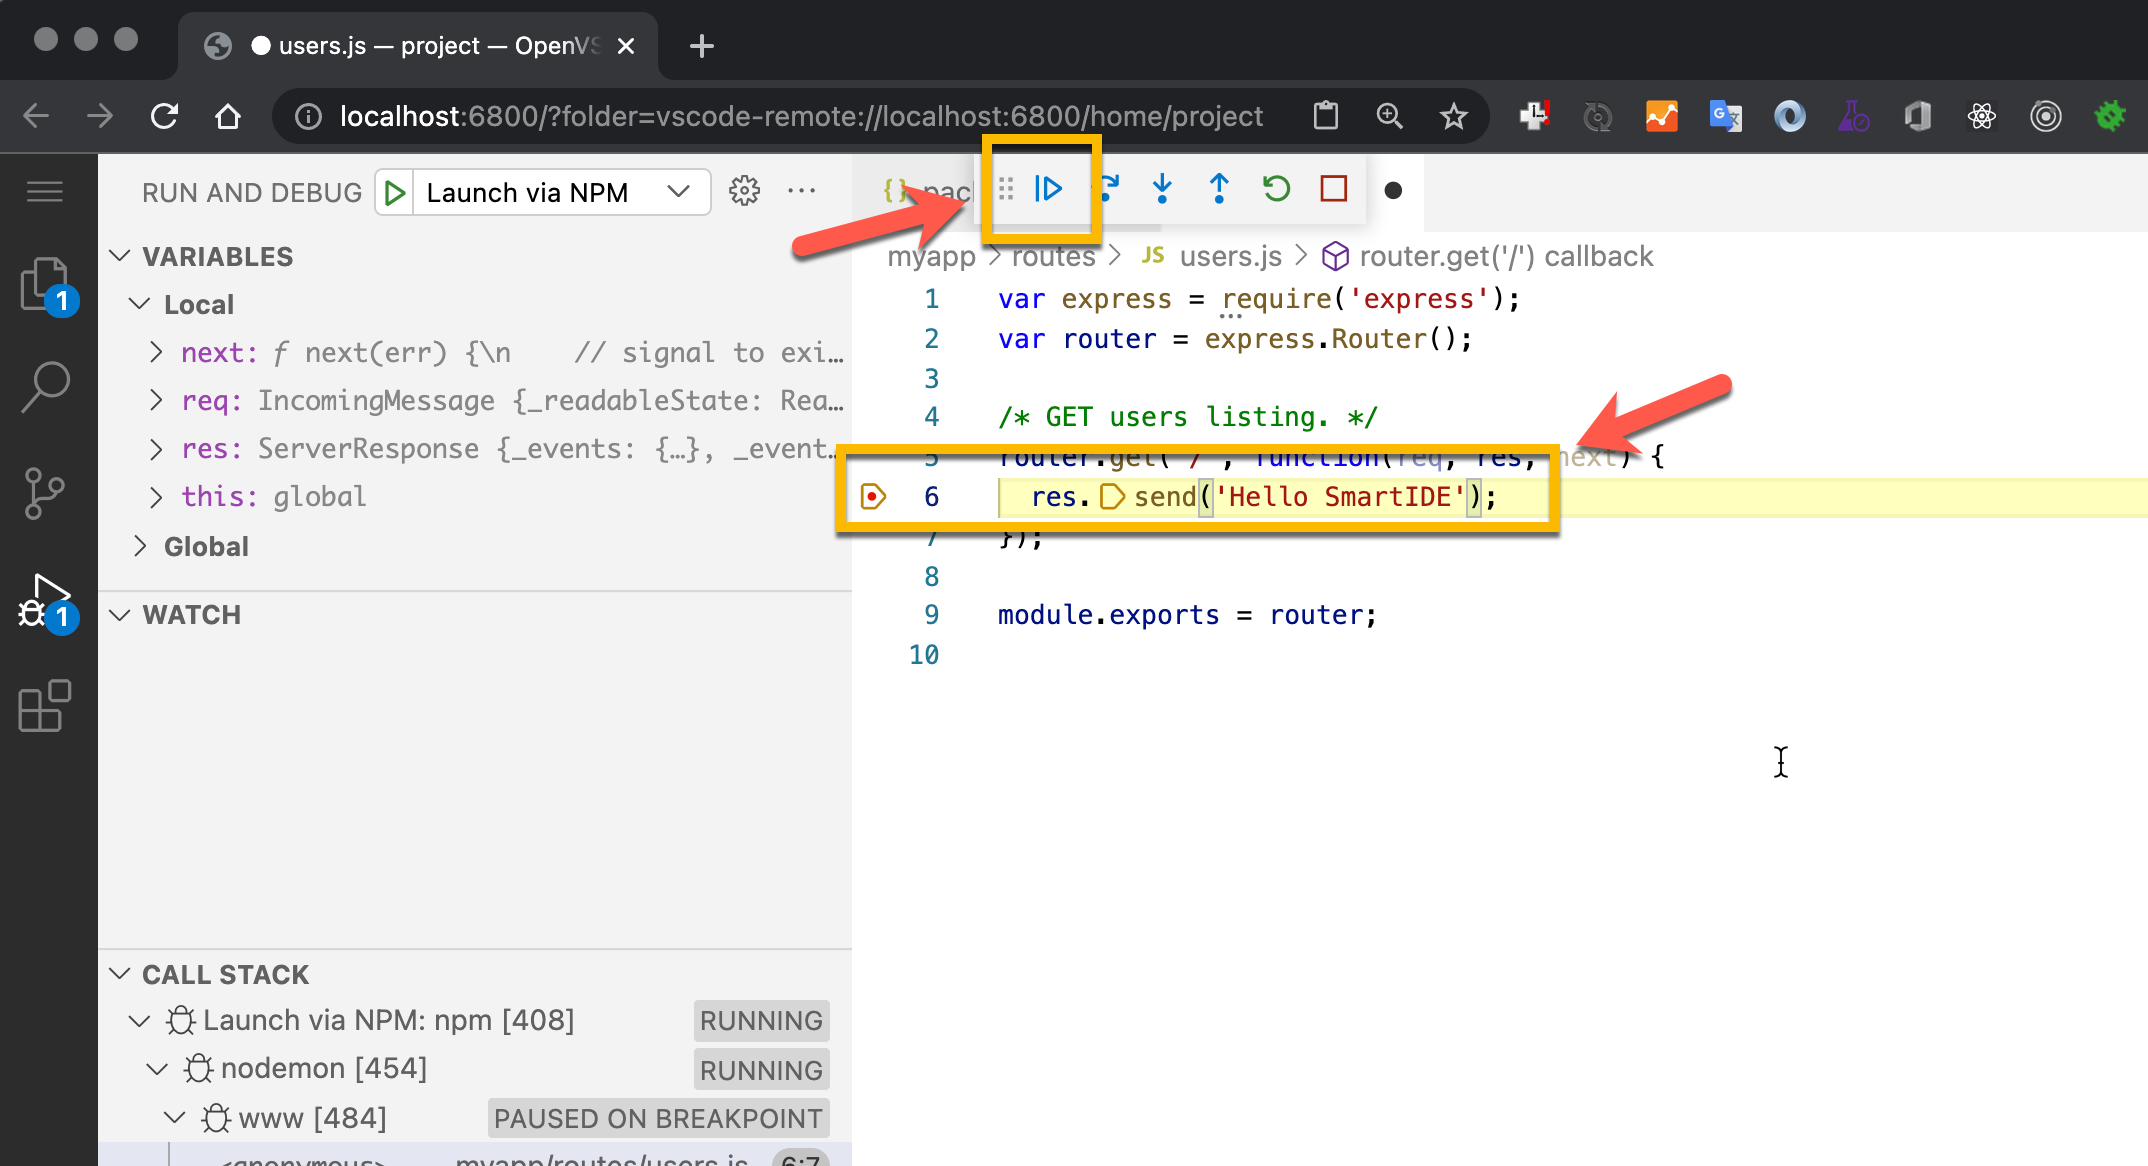 users.js — project — OpenVS
localhost:6800/?folder=vscode-remote://localhost:6800/home/project
RUN AND DEBUG
Launch via NPM
...
{} pac
VARIABLES
Local
next: ƒ next(err) {\n    // signal to exi…
req: IncomingMessage {_readableState: Rea…
res: ServerResponse {_events: {…}, _event…
this: global
Global
WATCH
CALL STACK
Launch via NPM: npm [408] RUNNING
nodemon [454] RUNNING
www [484] PAUSED ON BREAKPOINT
<anonymous> myapp/routes/users.js 6:7
1
1
myapp > routes > JS users.js > router.get('/') callback
1 var express = require('express');
2 var router = express.Router();
3
4 /* GET users listing. */
5 router.get('/', function(req, res, next) {
6   res.send('Hello SmartIDE');
7 });
8
9 module.exports = router;
10